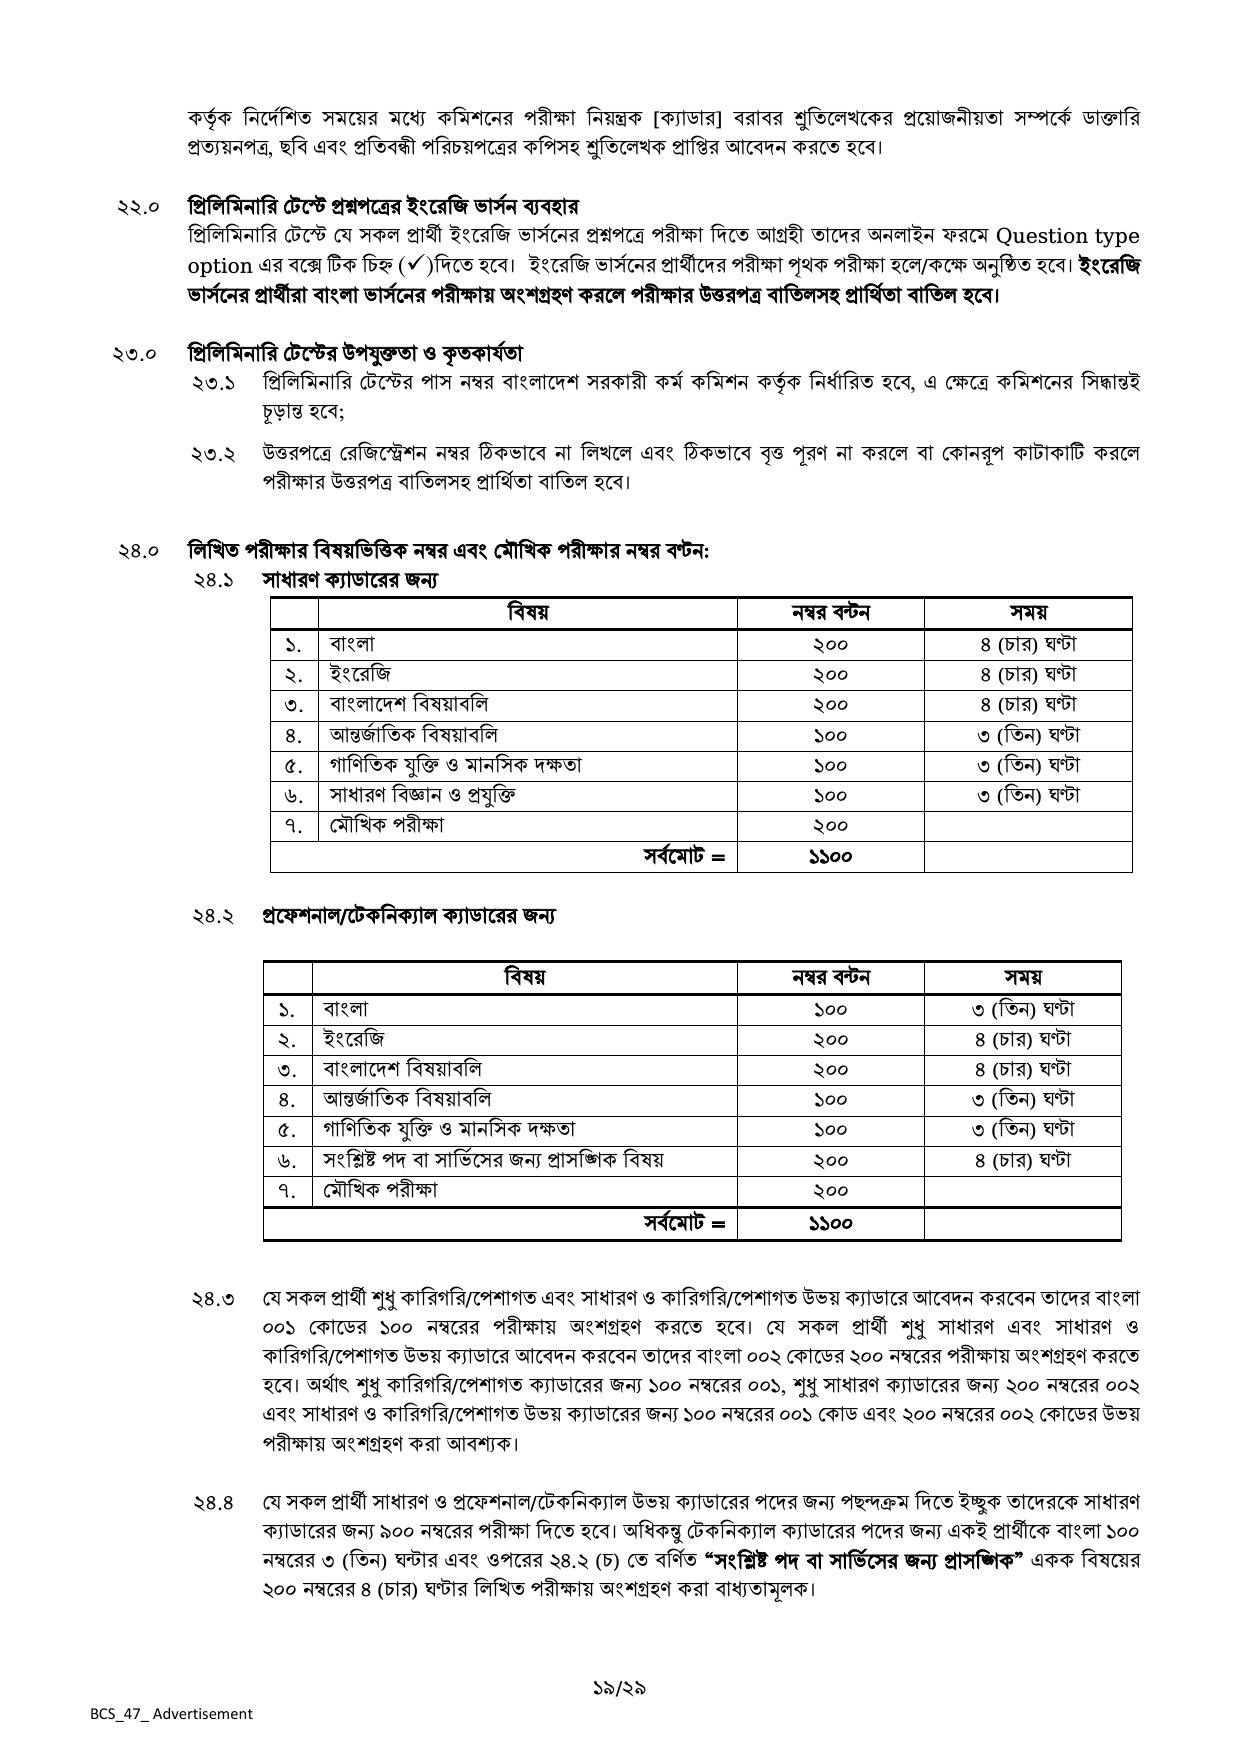 কর্তৃক নির্দেশিত সময়ের মধ্যে কমিশনের পরীক্ষা নিয়ন্ত্রক [ক্যাডার] বরাবর শ্রুতিলেখকের প্রয়োজনীয়তা সম্পর্কে ডাক্তারি
প্রত্যয়নপত্র, ছবি এবং প্রতিবন্ধী পরিচয়পত্রের কপিসহ শ্রুতিলেখক প্রাপ্তির আবেদন করতে হবে।
২২.০ প্রিলিমিনারি টেস্টে প্রশ্নপত্রের ইংরেজি ভার্সন ব্যবহার
প্রিলিমিনারি টেস্টে যে সকল প্রার্থী ইংরেজি ভার্সনের প্রশ্নপত্রে পরীক্ষা দিতে আগ্রহী তাদের অনলাইন ফরমে Question type
option এর বক্সে টিক চিহ্ন (✓)দিতে হবে। ইংরেজি ভার্সনের প্রার্থীদের পরীক্ষা পৃথক পরীক্ষা হলে/কক্ষে অনুষ্ঠিত হবে। ইংরেজি
ভার্সনের প্রার্থীরা বাংলা ভার্সনের পরীক্ষায় অংশগ্রহণ করলে পরীক্ষার উত্তরপত্র বাতিলসহ প্রার্থিতা বাতিল হবে।
২৩.০ প্রিলিমিনারি টেস্টের উপযুক্ততা ও কৃতকার্যতা
২৩.১ প্রিলিমিনারি টেস্টের পাস নম্বর বাংলাদেশ সরকারী কর্ম কমিশন কর্তৃক নির্ধারিত হবে, এ ক্ষেত্রে কমিশনের সিদ্ধান্তই
চূড়ান্ত হবে;
২৩.২ উত্তরপত্রে রেজিস্ট্রেশন নম্বর ঠিকভাবে না লিখলে এবং ঠিকভাবে বৃত্ত পূরণ না করলে বা কোনরূপ কাটাকাটি করলে
পরীক্ষার উত্তরপত্র বাতিলসহ প্রার্থিতা বাতিল হবে।
২৪.০ লিখিত পরীক্ষার বিষয়ভিত্তিক নম্বর এবং মৌখিক পরীক্ষার নম্বর বণ্টন:
২৪.১ সাধারণ ক্যাডারের জন্য
বিষয় নম্বর বন্টন সময়
১. বাংলা ২০০ ৪ (চার) ঘণ্টা
২. ইংরেজি ২০০ ৪ (চার) ঘণ্টা
৩. বাংলাদেশ বিষয়াবলি ২০০ ৪ (চার) ঘণ্টা
৪. আন্তর্জাতিক বিষয়াবলি ১০০ ৩ (তিন) ঘণ্টা
৫. গাণিতিক যুক্তি ও মানসিক দক্ষতা ১০০ ৩ (তিন) ঘণ্টা
৬. সাধারণ বিজ্ঞান ও প্রযুক্তি ১০০ ৩ (তিন) ঘণ্টা
৭. মৌখিক পরীক্ষা ২০০
সর্বমোট = ১১০০
২৪.২ প্রফেশনাল/টেকনিক্যাল ক্যাডারের জন্য
বিষয় নম্বর বন্টন সময়
১. বাংলা ১০০ ৩ (তিন) ঘণ্টা
২. ইংরেজি ২০০ ৪ (চার) ঘণ্টা
৩. বাংলাদেশ বিষয়াবলি ২০০ ৪ (চার) ঘণ্টা
৪. আন্তর্জাতিক বিষয়াবলি ১০০ ৩ (তিন) ঘণ্টা
৫. গাণিতিক যুক্তি ও মানসিক দক্ষতা ১০০ ৩ (তিন) ঘণ্টা
৬. সংশ্লিষ্ট পদ বা সার্ভিসের জন্য প্রাসঙ্গিক বিষয় ২০০ ৪ (চার) ঘণ্টা
৭. মৌখিক পরীক্ষা ২০০
সর্বমোট = ১১০০
২৪.৩ যে সকল প্রার্থী শুধু কারিগরি/পেশাগত এবং সাধারণ ও কারিগরি/পেশাগত উভয় ক্যাডারে আবেদন করবেন তাদের বাংলা
০০১ কোডের ১০০ নম্বরের পরীক্ষায় অংশগ্রহণ করতে হবে। যে সকল প্রার্থী শুধু সাধারণ এবং সাধারণ ও
কারিগরি/পেশাগত উভয় ক্যাডারে আবেদন করবেন তাদের বাংলা ০০২ কোডের ২০০ নম্বরের পরীক্ষায় অংশগ্রহণ করতে
হবে। অর্থাৎ শুধু কারিগরি/পেশাগত ক্যাডারের জন্য ১০০ নম্বরের ০০১, শুধু সাধারণ ক্যাডারের জন্য ২০০ নম্বরের ০০২
এবং সাধারণ ও কারিগরি/পেশাগত উভয় ক্যাডারের জন্য ১০০ নম্বরের ০০১ কোড এবং ২০০ নম্বরের ০০২ কোডের উভয়
পরীক্ষায় অংশগ্রহণ করা আবশ্যক।
২৪.৪ যে সকল প্রার্থী সাধারণ ও প্রফেশনাল/টেকনিক্যাল উভয় ক্যাডারের পদের জন্য পছন্দক্রম দিতে ইচ্ছুক তাদেরকে সাধারণ
ক্যাডারের জন্য ৯০০ নম্বরের পরীক্ষা দিতে হবে। অধিকন্তু টেকনিক্যাল ক্যাডারের পদের জন্য একই প্রার্থীকে বাংলা ১০০
নম্বরের ৩ (তিন) ঘন্টার এবং ওপরের ২৪.২ (চ) তে বর্ণিত “সংশ্লিষ্ট পদ বা সার্ভিসের জন্য প্রাসঙ্গিক” একক বিষয়ের
২০০ নম্বরের ৪ (চার) ঘণ্টার লিখিত পরীক্ষায় অংশগ্রহণ করা বাধ্যতামূলক।
১৯/২৯
BCS_47_ Advertisement